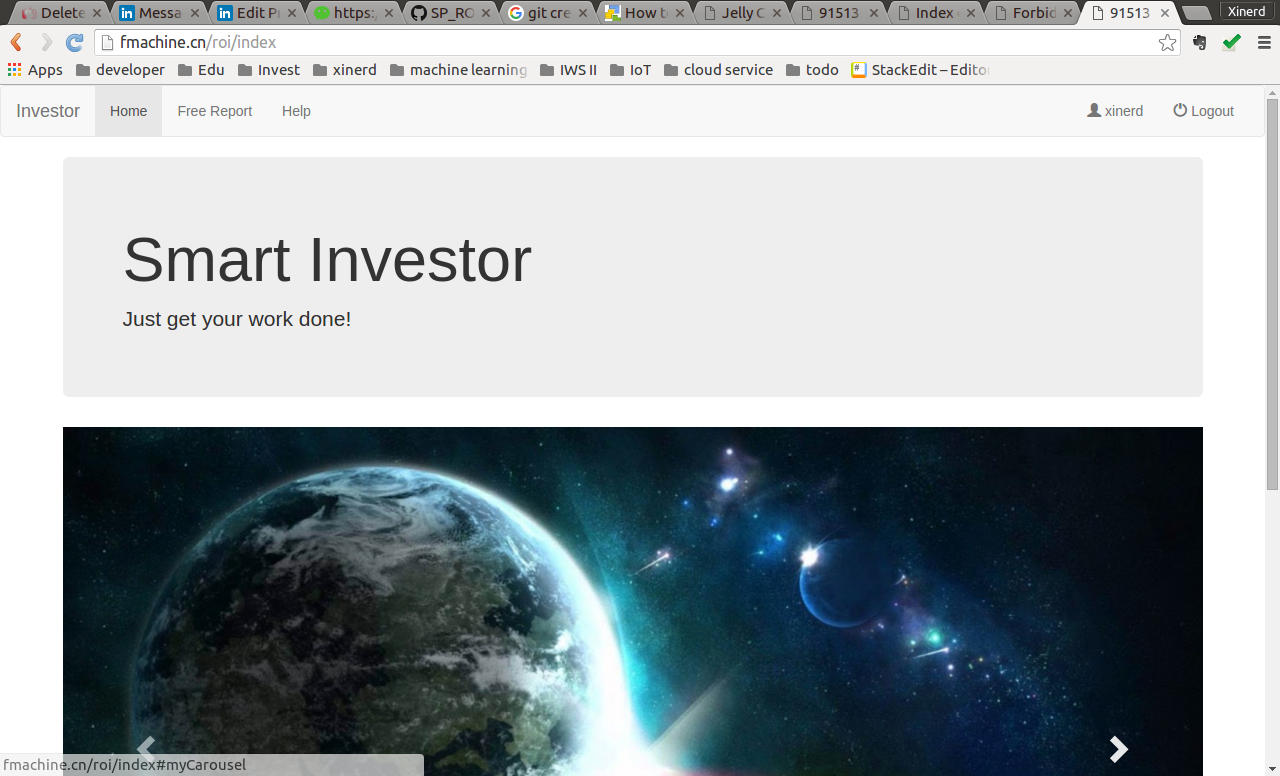 Delete Messa Edit Pr https:/ SP_RO git cre How to Jelly C 91513 Index Forbid 91513 Xinerd
fmachine.cn/roi/index
Apps developer Edu Invest xinerd machine learning IWS II IoT cloud service todo StackEdit – Edito
Investor Home Free Report Help xinerd Logout
Smart Investor
Just get your work done!
fmachine.cn/roi/index#myCarousel